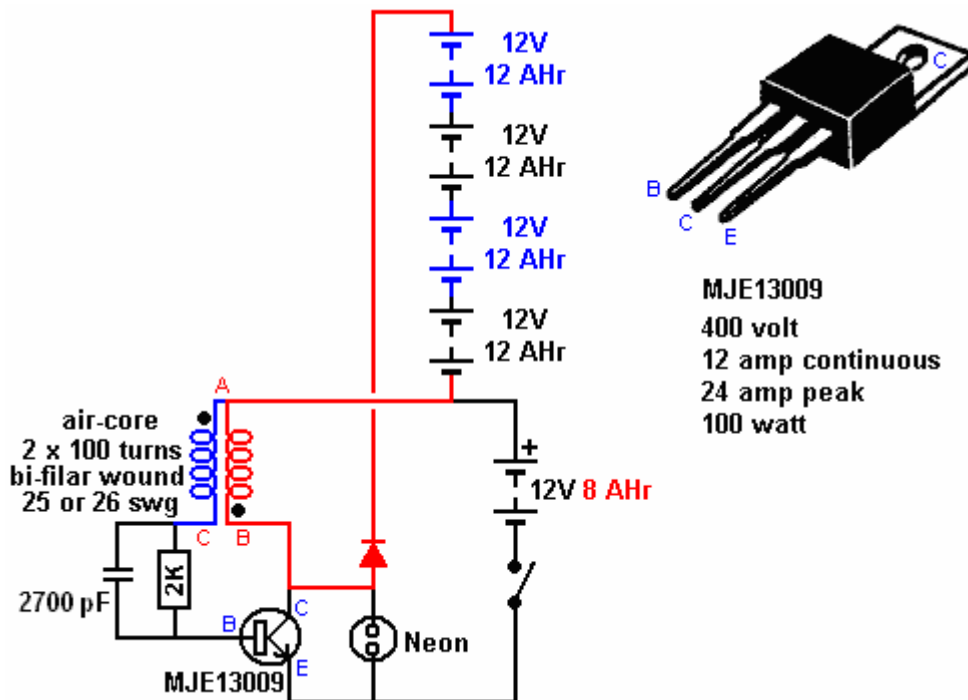 12V
12 AHr
12V
12 AHr
12V
12 AHr
12V
12 AHr
C
B
C
E
MJE13009
400 volt
12 amp continuous
24 amp peak
100 watt
A
air-core
2 x 100 turns
bi-filar wound
25 or 26 swg
C
B
+
12V 8 AHr
2700 pF
2K
B
C
E
MJE13009
Neon